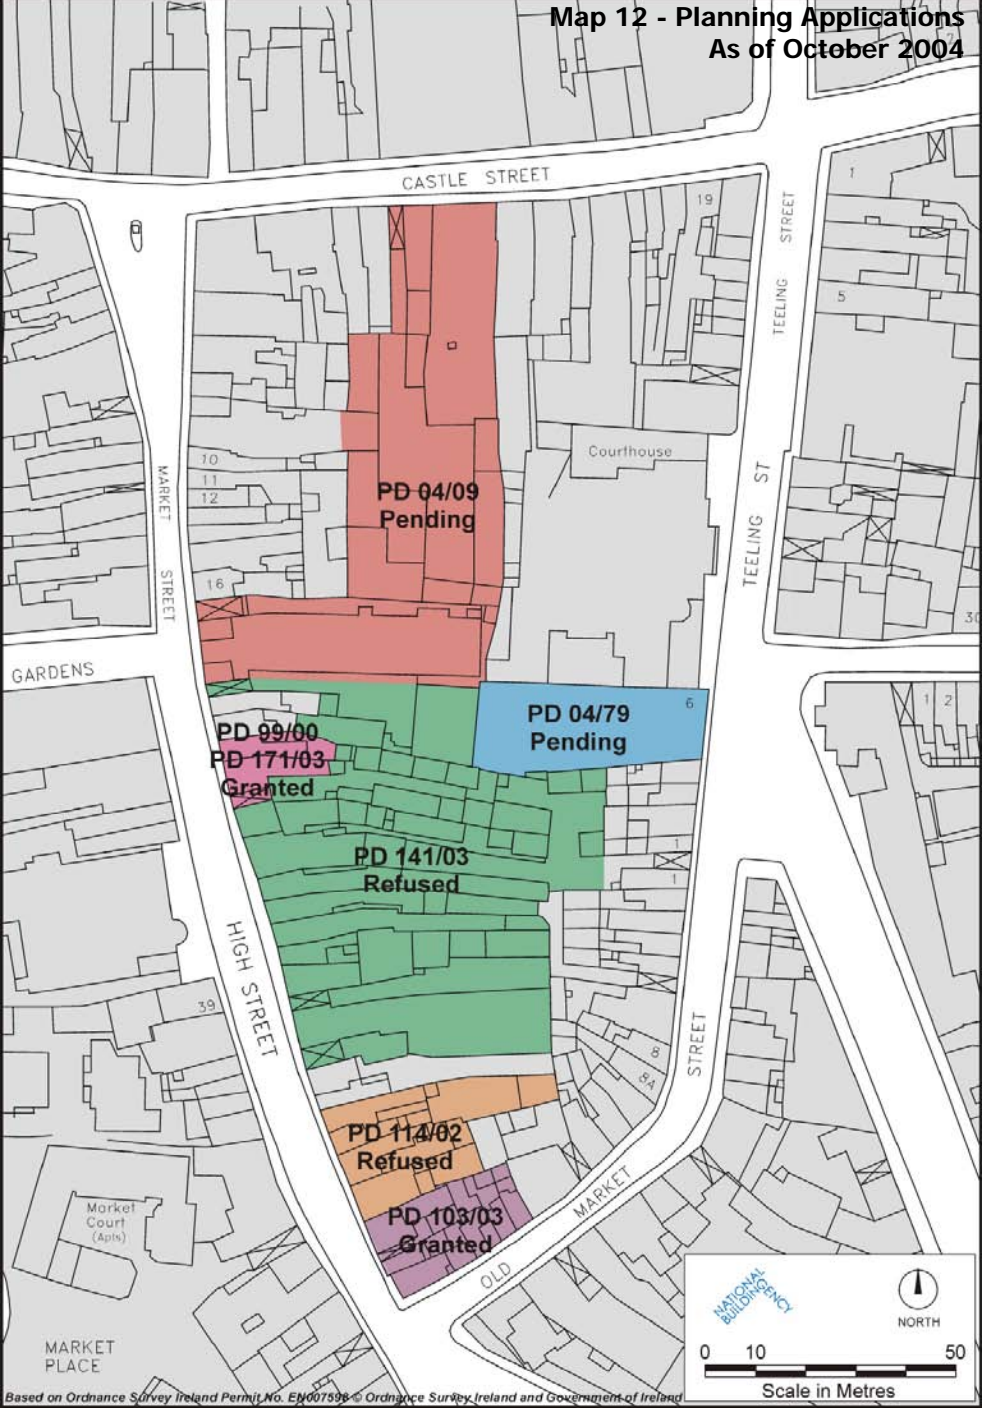 Map 12 - Planning Applications
As of October 2004
CASTLE STREET
19
1
TEELING STREET
5
10
11
12
16
MARKET STREET
Courthouse
TEELING ST
30
PD 04/09
Pending
GARDENS
6
1 2
PD 04/79
Pending
PD 99/00
PD 171/03
Granted
PD 141/03
Refused
1
1
HIGH STREET
39
8
8A
STREET
PD 114/02
Refused
PD 103/03
Granted
MARKET
OLD
Market
Court
(Apts)
MARKET
PLACE
NATIONAL
BUILDING AGENCY
NORTH
0 10 50
Scale in Metres
Based on Ordnance Survey Ireland Permit No. EN007598 © Ordnance Survey Ireland and Government of Ireland